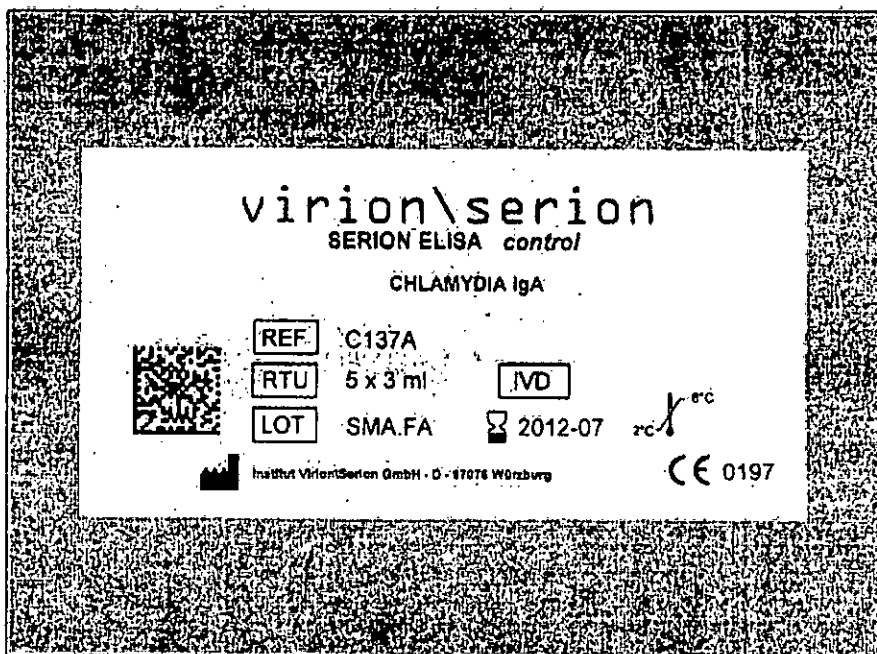 virion\serion
SERION ELISA control
CHLAMYDIA IgA
REF C137A
RTU 5 x 3 ml IVD
LOT SMA.FA 2012-07 2°C 8°C
Institut Virion\Serion GmbH - D - 97076 Würzburg
CE 0197